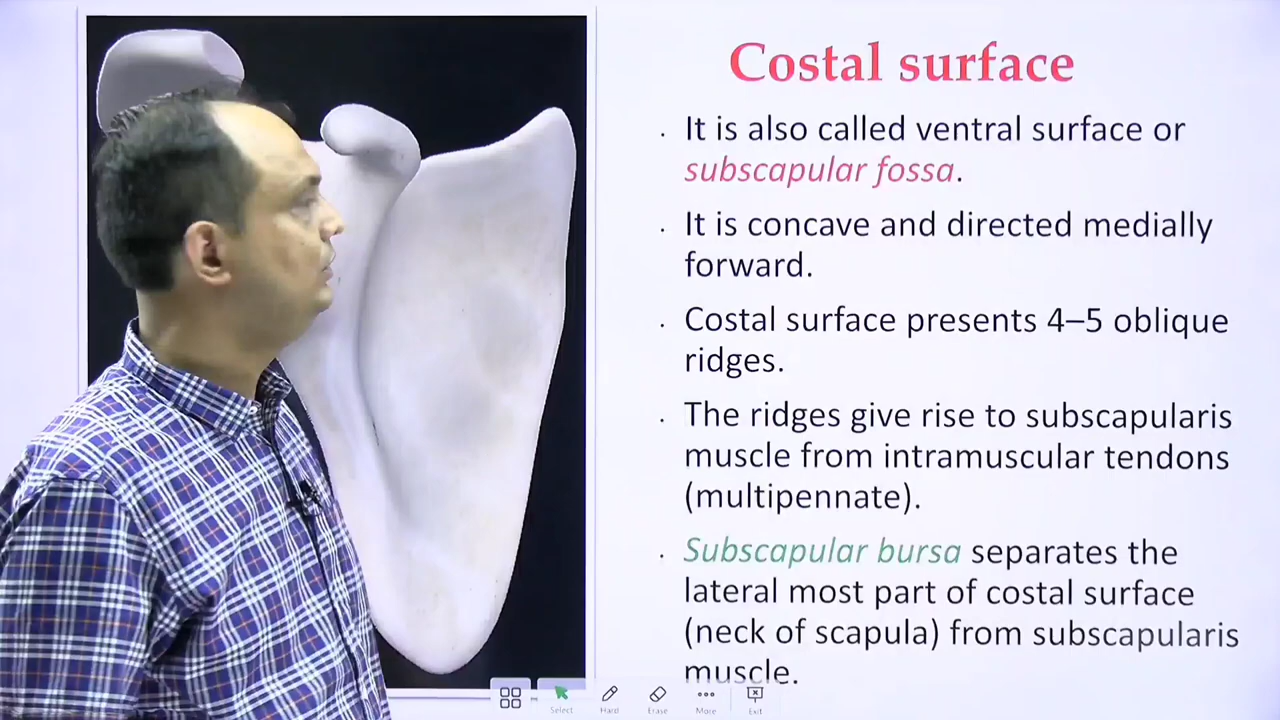 Costal surface
. It is also called ventral surface or
subscapular fossa.
. It is concave and directed medially
forward.
. Costal surface presents 4–5 oblique
ridges.
. The ridges give rise to subscapularis
muscle from intramuscular tendons
(multipennate).
. Subscapular bursa separates the
lateral most part of costal surface
(neck of scapula) from subscapularis
muscle.
Select Hard Erase More Exit